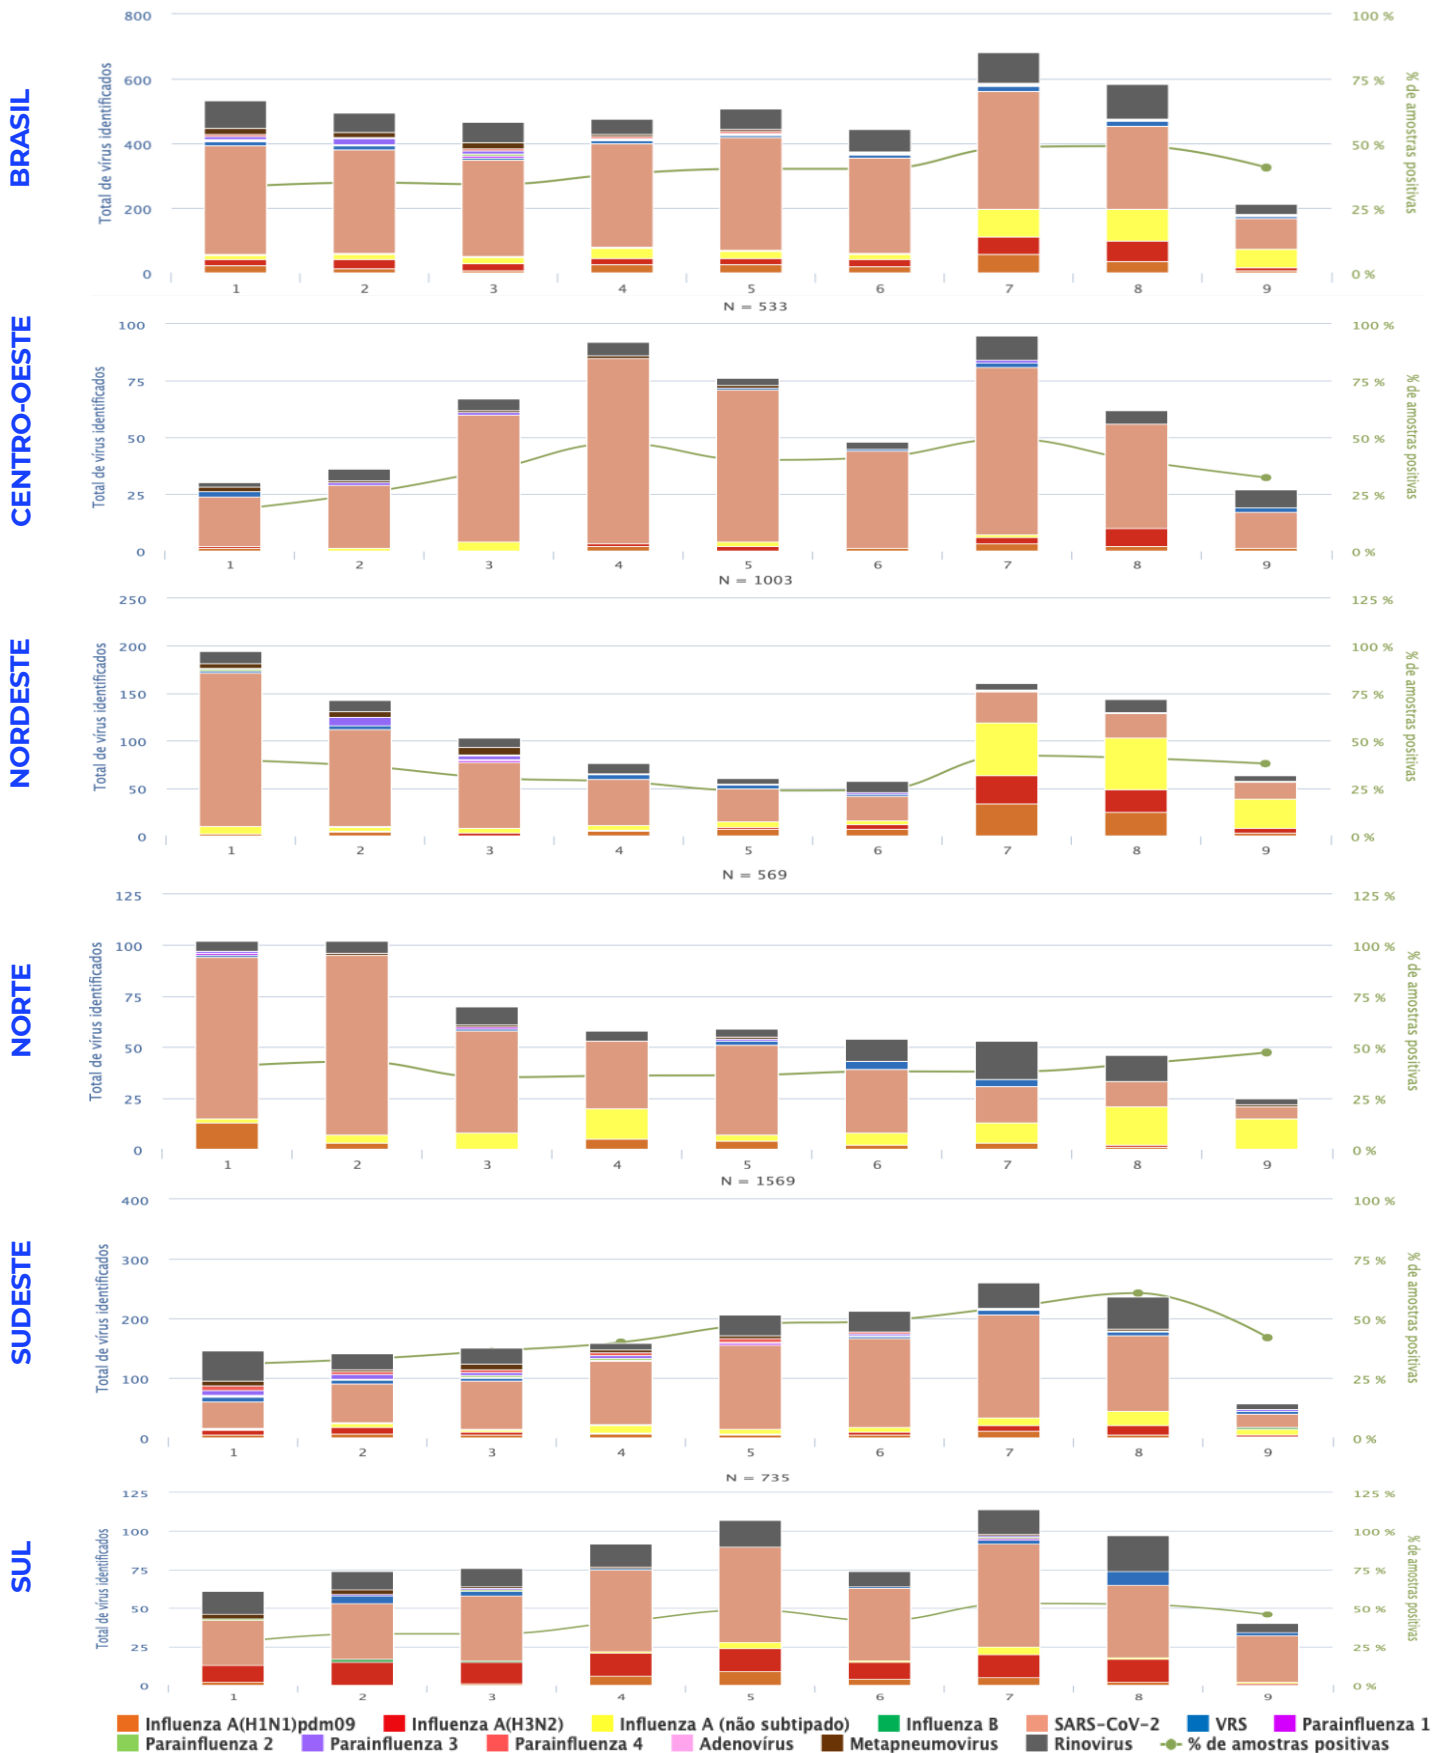 BRASIL
Total de vírus identificados
800
600
400
200
0
100 %
75 %
50 %
25 %
0 %
% de amostras positivas
1 2 3 4 5 6 7 8 9
N = 533
CENTRO-OESTE
Total de vírus identificados
100
75
50
25
0
100 %
75 %
50 %
25 %
0 %
% de amostras positivas
1 2 3 4 5 6 7 8 9
N = 1003
NORDESTE
Total de vírus identificados
250
200
150
100
50
0
125 %
100 %
75 %
50 %
25 %
0 %
% de amostras positivas
1 2 3 4 5 6 7 8 9
N = 569
NORTE
Total de vírus identificados
125
100
75
50
25
0
125 %
100 %
75 %
50 %
25 %
0 %
% de amostras positivas
1 2 3 4 5 6 7 8 9
N = 1569
SUDESTE
Total de vírus identificados
400
300
200
100
0
100 %
75 %
50 %
25 %
0 %
% de amostras positivas
1 2 3 4 5 6 7 8 9
N = 735
SUL
Total de vírus identificados
125
100
75
50
25
0
125 %
100 %
75 %
50 %
25 %
0 %
% de amostras positivas
1 2 3 4 5 6 7 8 9
Influenza A(H1N1)pdm09 Influenza A(H3N2) Influenza A (não subtipado) Influenza B SARS-CoV-2 VRS Parainfluenza 1
Parainfluenza 2 Parainfluenza 3 Parainfluenza 4 Adenovírus Metapneumovirus Rinovirus % de amostras positivas